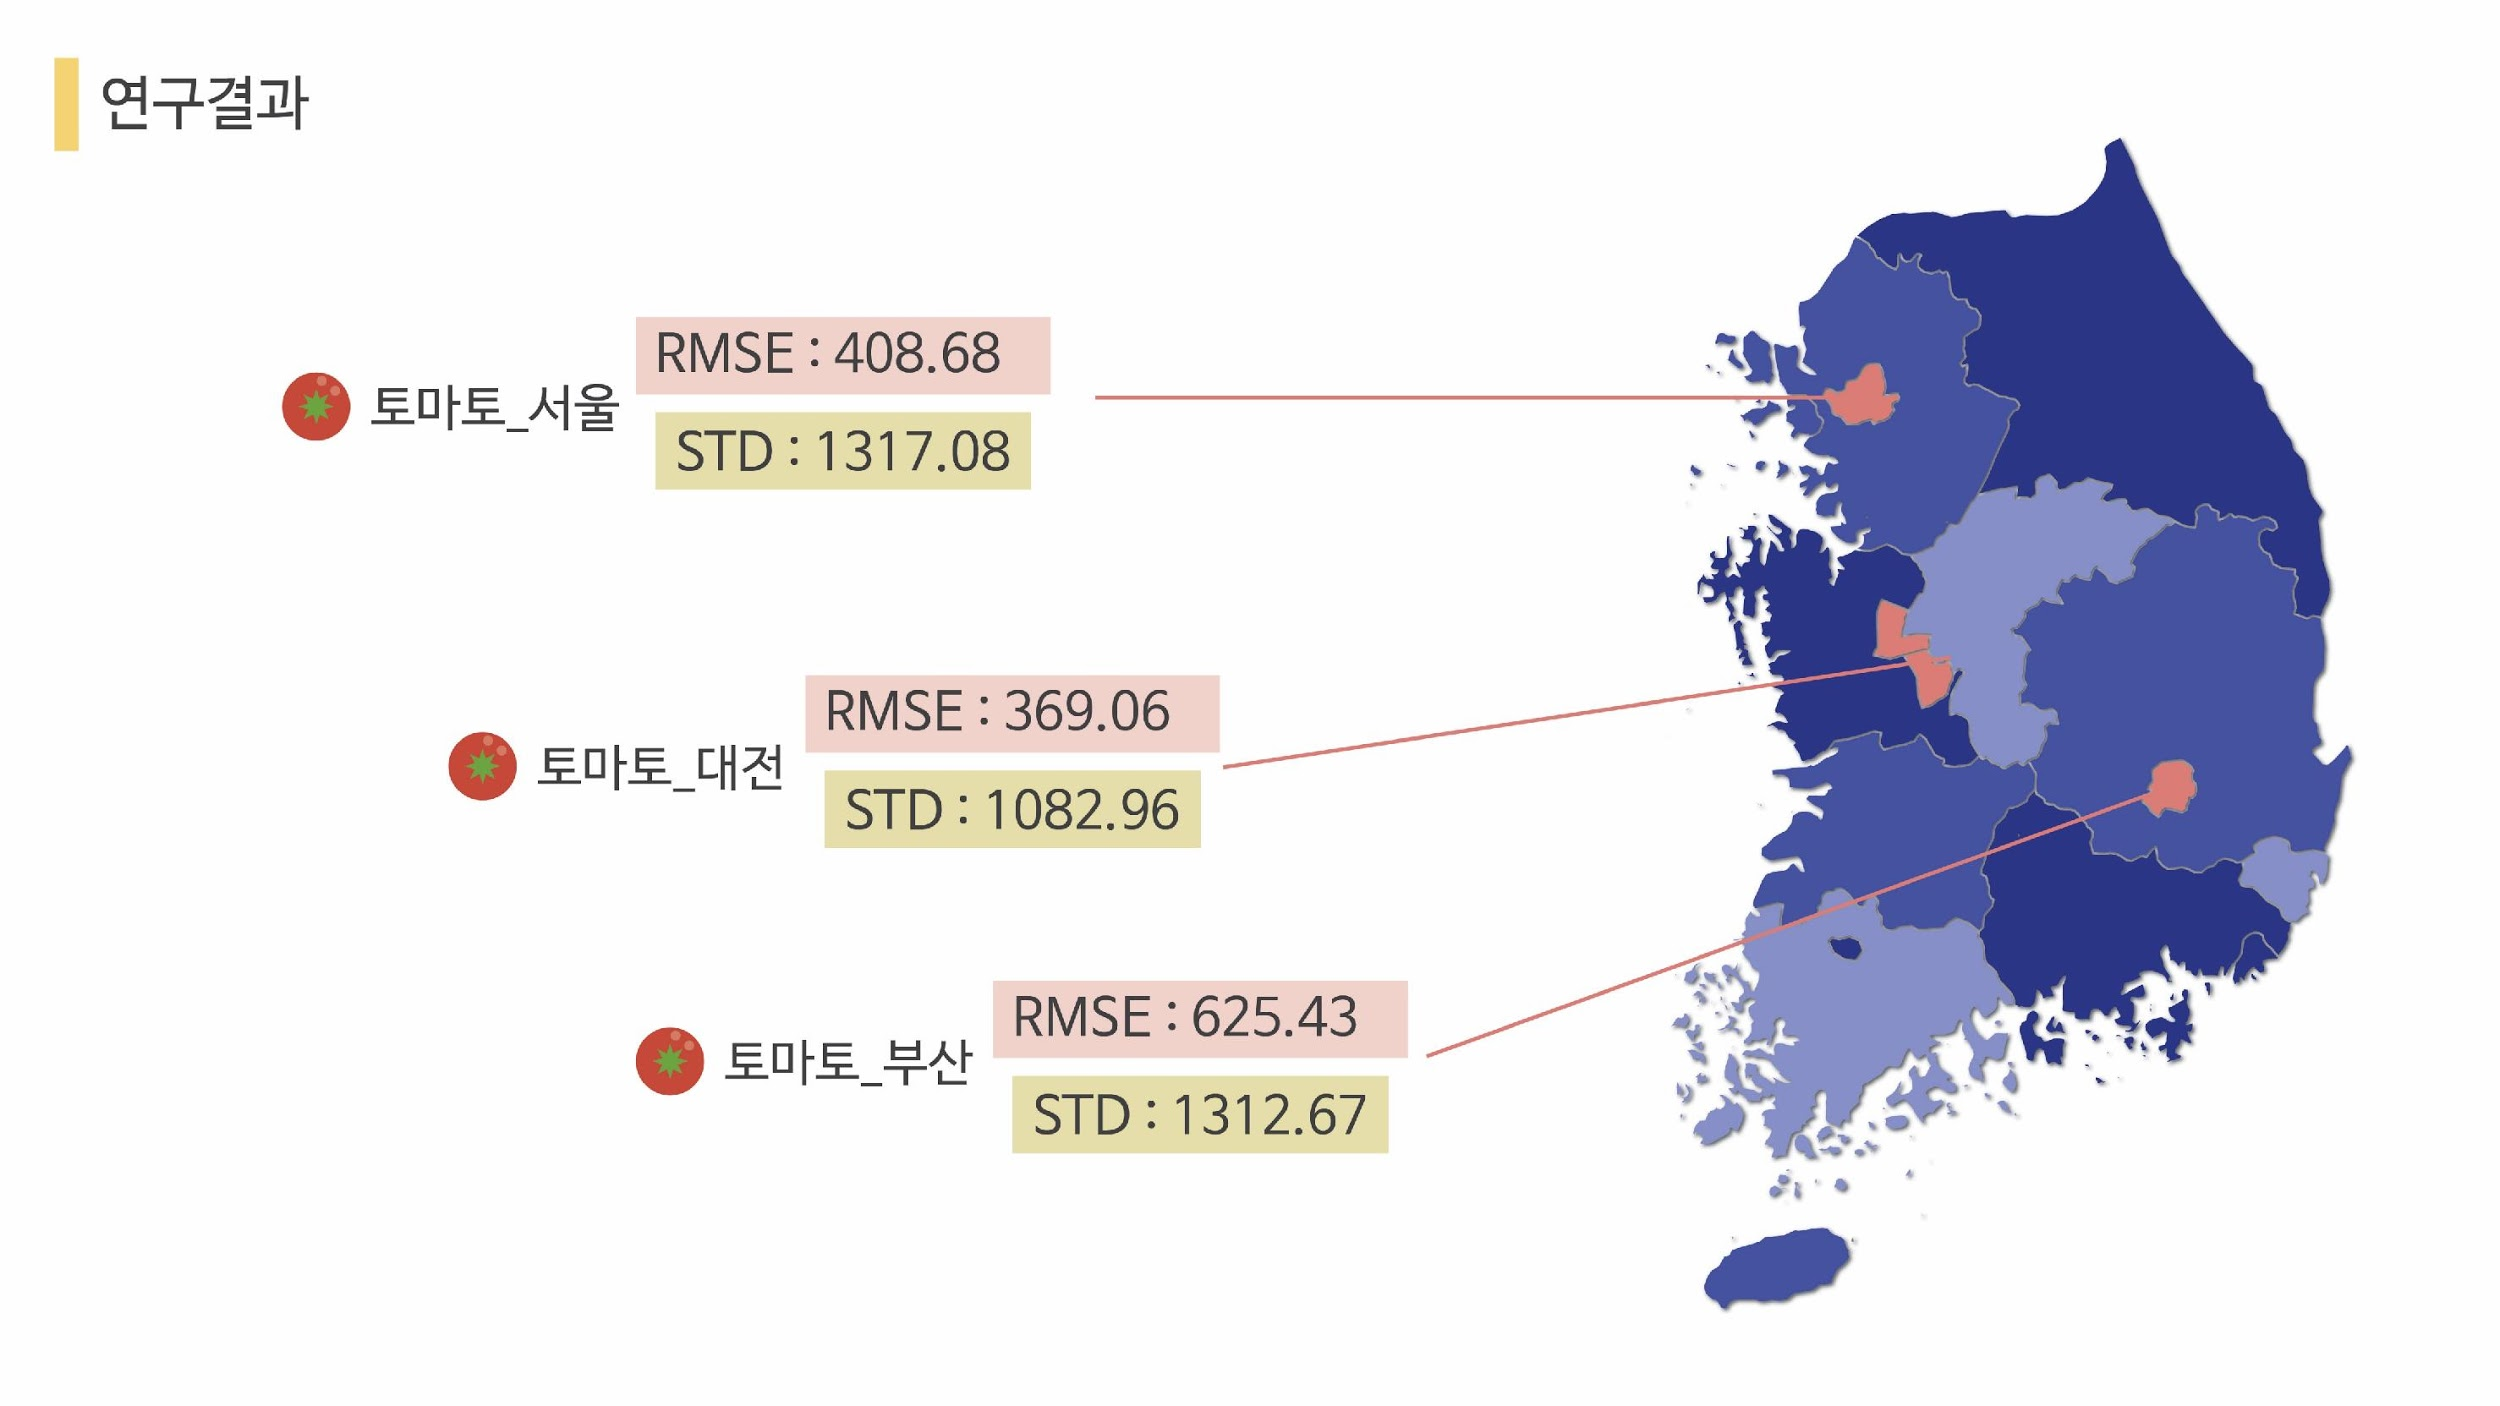 연구결과
RMSE : 408.68
토마토_서울
STD : 1317.08
RMSE : 369.06
토마토_대전
STD : 1082.96
RMSE : 625.43
토마토_부산
STD : 1312.67